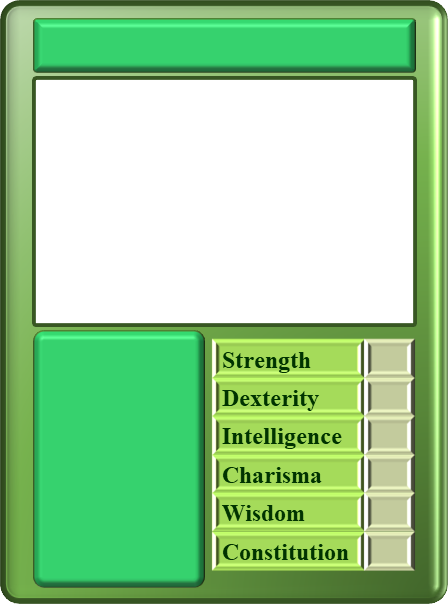 Strength
Dexterity
Intelligence
Charisma
Wisdom
Constitution